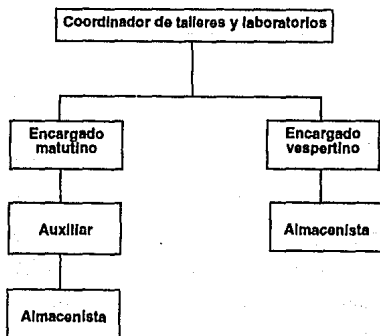 Coordinador de talleres y laboratorios
Encargado
matutino
Encargado
vespertino
Auxiliar
Almacenista
Almacenista